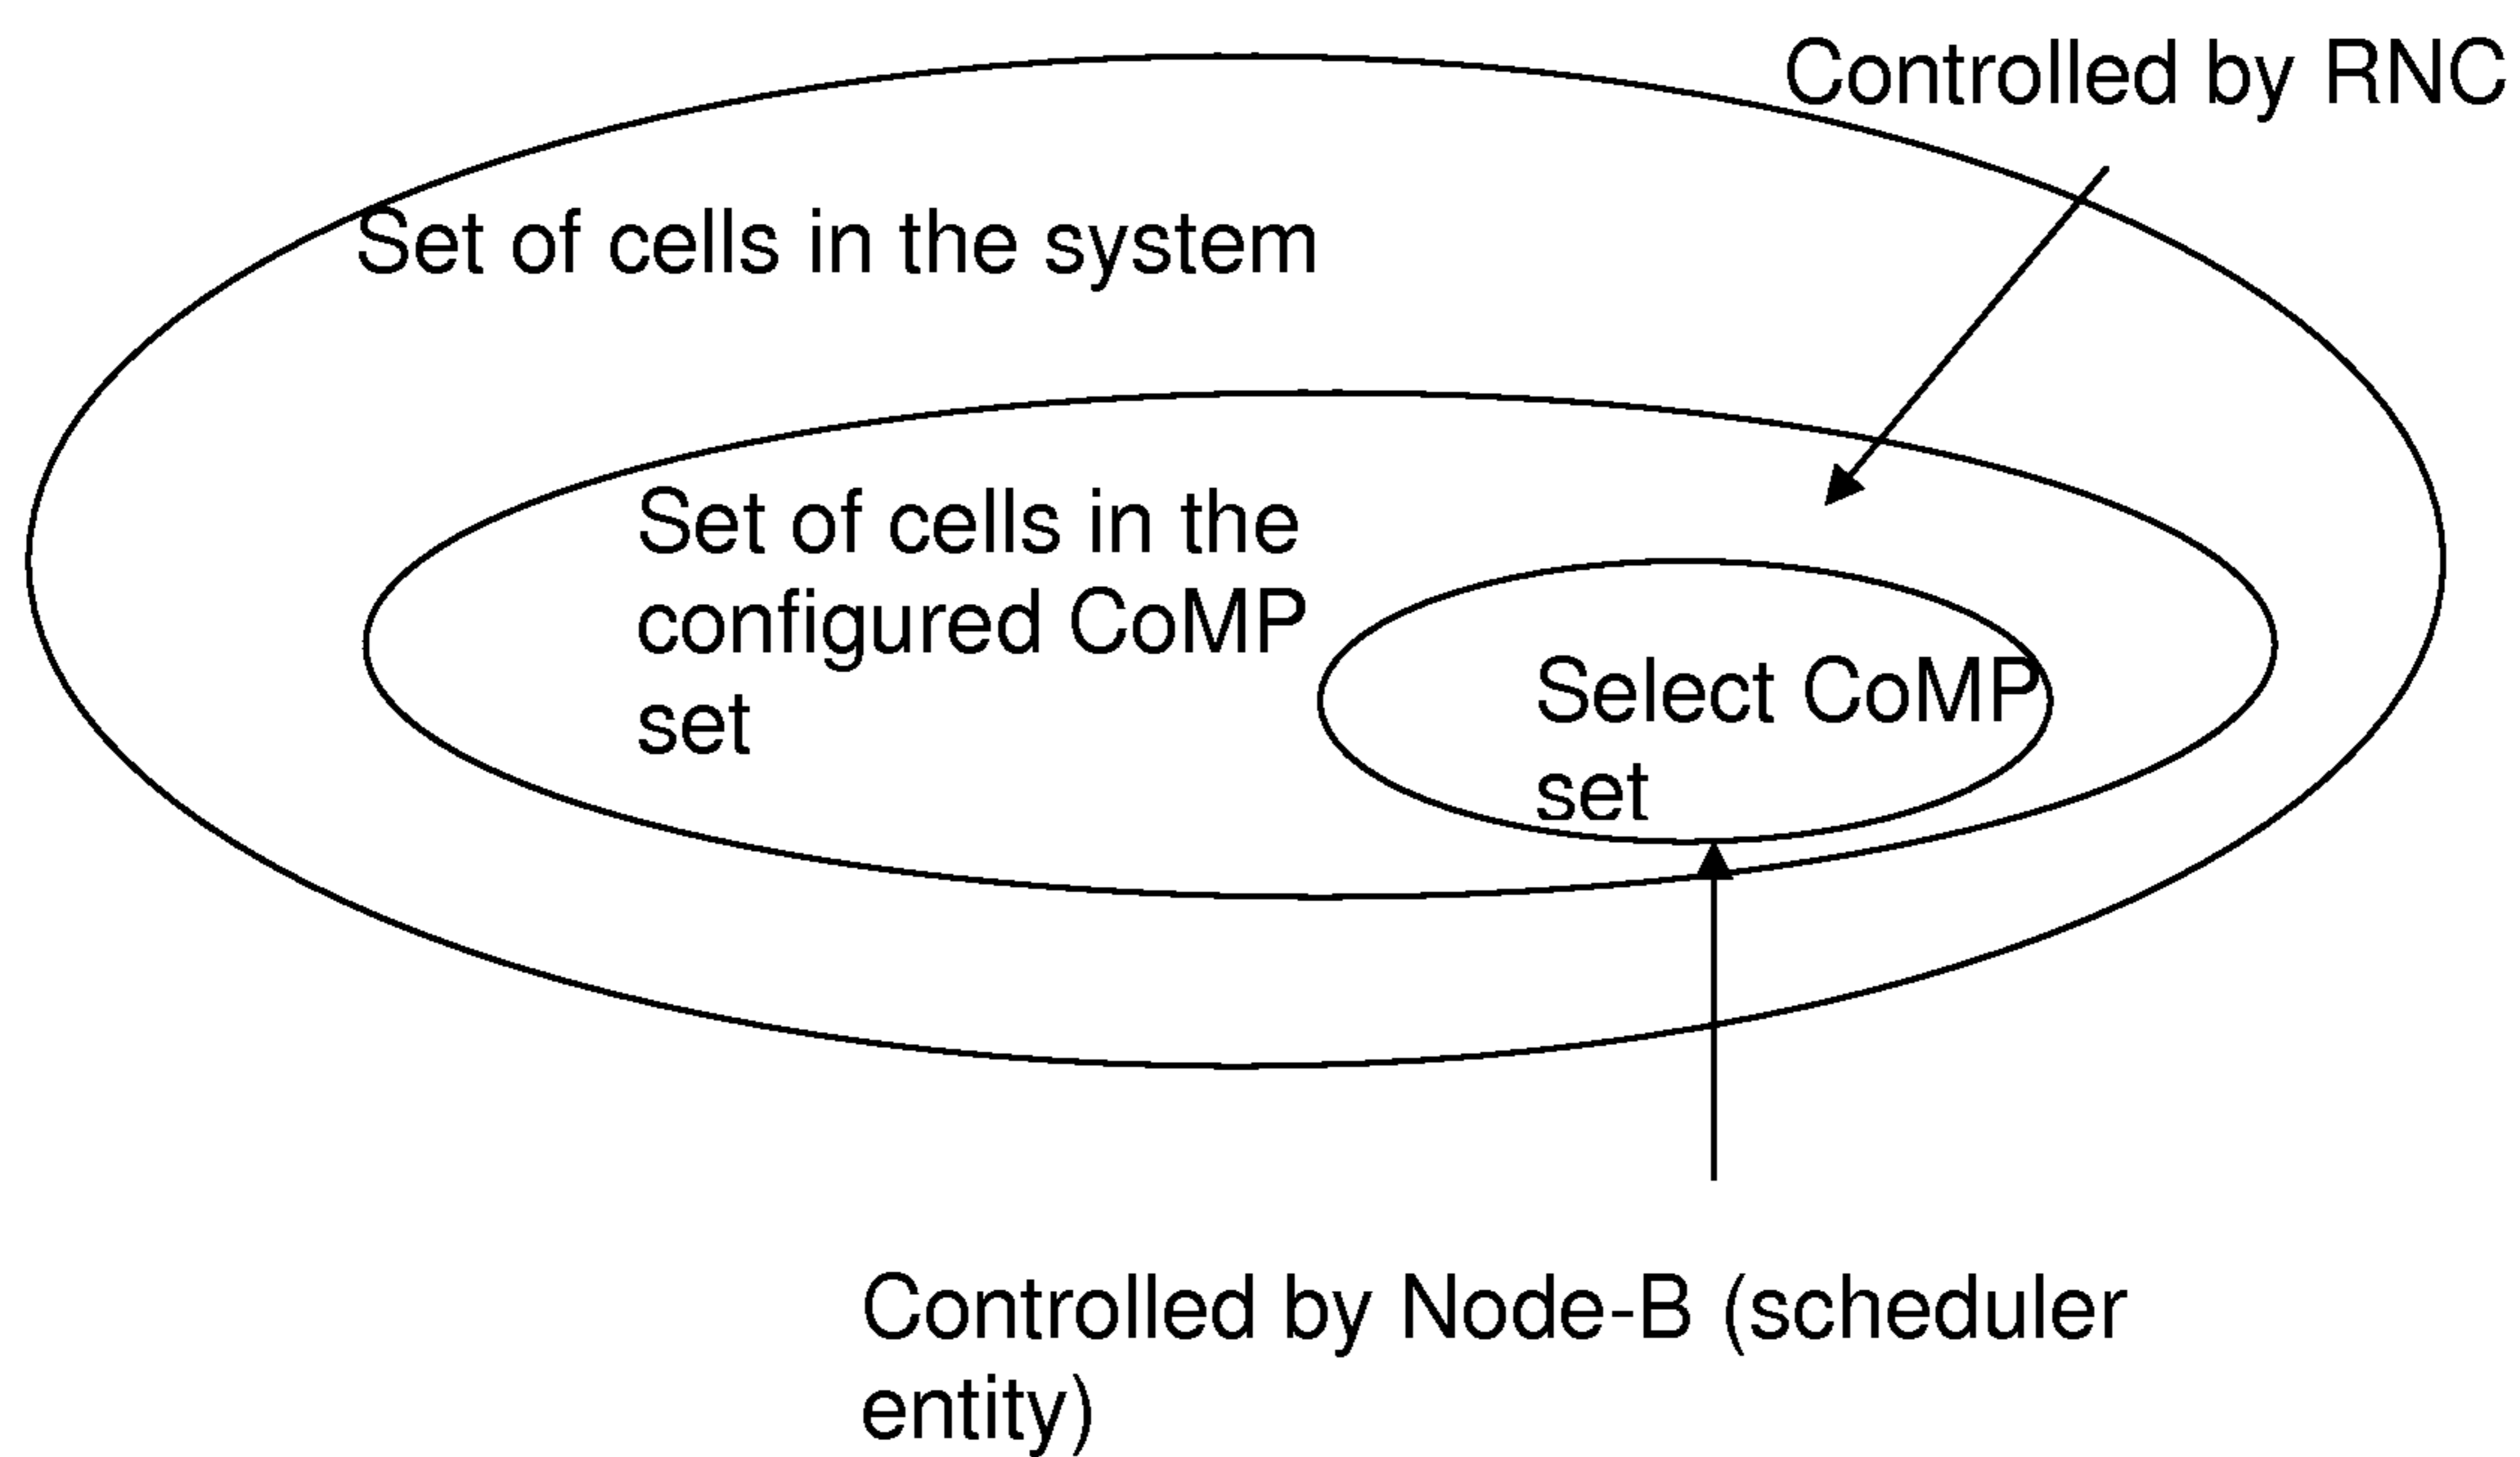 Controlled by RNC
Set of cells in the system
Set of cells in the
configured CoMP
set
Select CoMP
set
Controlled by Node-B (scheduler
entity)